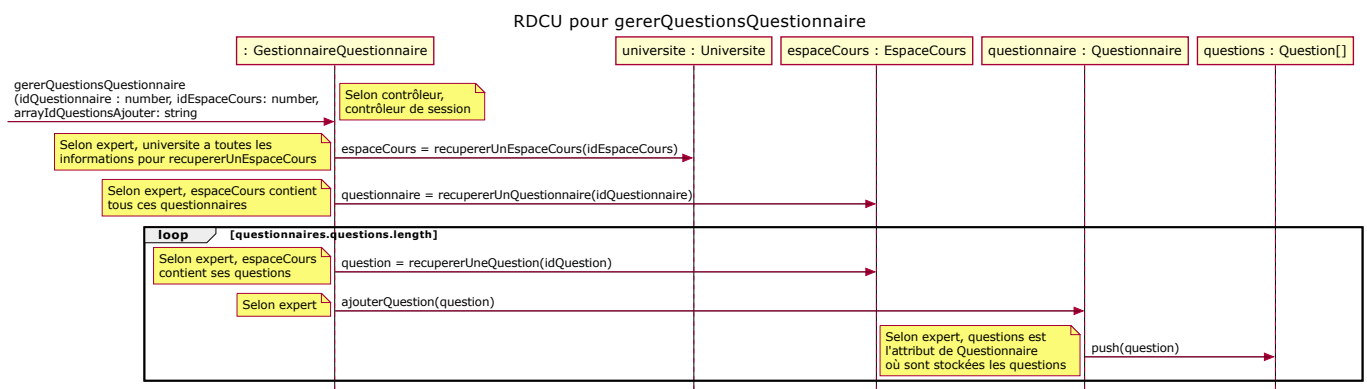 RDCU pour gererQuestionsQuestionnaire
: GestionnaireQuestionnaire
universite : Universite
espaceCours : EspaceCours
questionnaire : Questionnaire
questions : Question[]
gererQuestionsQuestionnaire
(idQuestionnaire : number, idEspaceCours: number,
arrayIdQuestionsAjouter: string
Selon contrôleur,
contrôleur de session
Selon expert, universite a toutes les
informations pour recupererUnEspaceCours
espaceCours = recupererUnEspaceCours(idEspaceCours)
Selon expert, espaceCours contient
tous ces questionnaires
questionnaire = recupererUnQuestionnaire(idQuestionnaire)
loop
[questionnaires.questions.length]
Selon expert, espaceCours
contient ses questions
question = recupererUneQuestion(idQuestion)
Selon expert
ajouterQuestion(question)
Selon expert, questions est
l'attribut de Questionnaire
où sont stockées les questions
push(question)